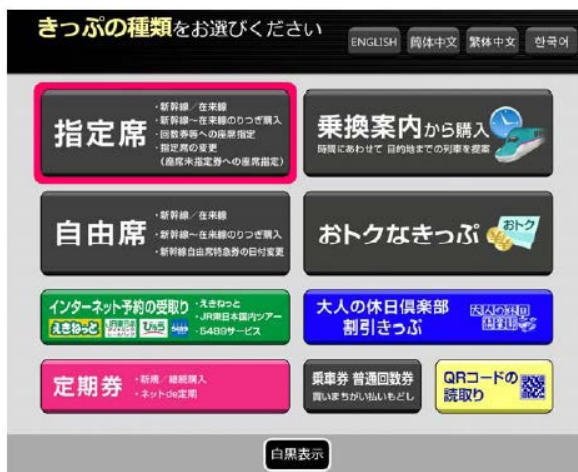 きっぷの種類をお選びください
ENGLISH 简体中文 繁体中文 한국어
指定席
・新幹線／在来線
・新幹線～在来線のりつぎ購入
・回数券等への座席指定
・指定席の変更
（座席未指定券への座席指定）
乗換案内から購入
時間にあわせて 目的地までの列車を提案
自由席
・新幹線／在来線
・新幹線～在来線のりつぎ購入
・新幹線自由席特急券の日付変更
おトクなきっぷ
おトク
インターネット予約の受取り
・えきねっと
・JR東日本国内ツアー
・5489サービス
えきねっと
びゅう
大人の休日倶楽部
割引きっぷ
大人の休日
倶楽部
定期券
・新規／継続購入
・ネットde定期
乗車券 普通回数券
買いまちがい払いもどし
QRコードの
読取り
白黒表示